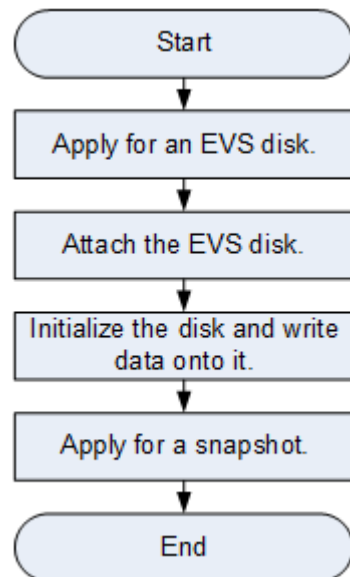 Start
Apply for an EVS disk.
Attach the EVS disk.
Initialize the disk and write
data onto it.
Apply for a snapshot.
End